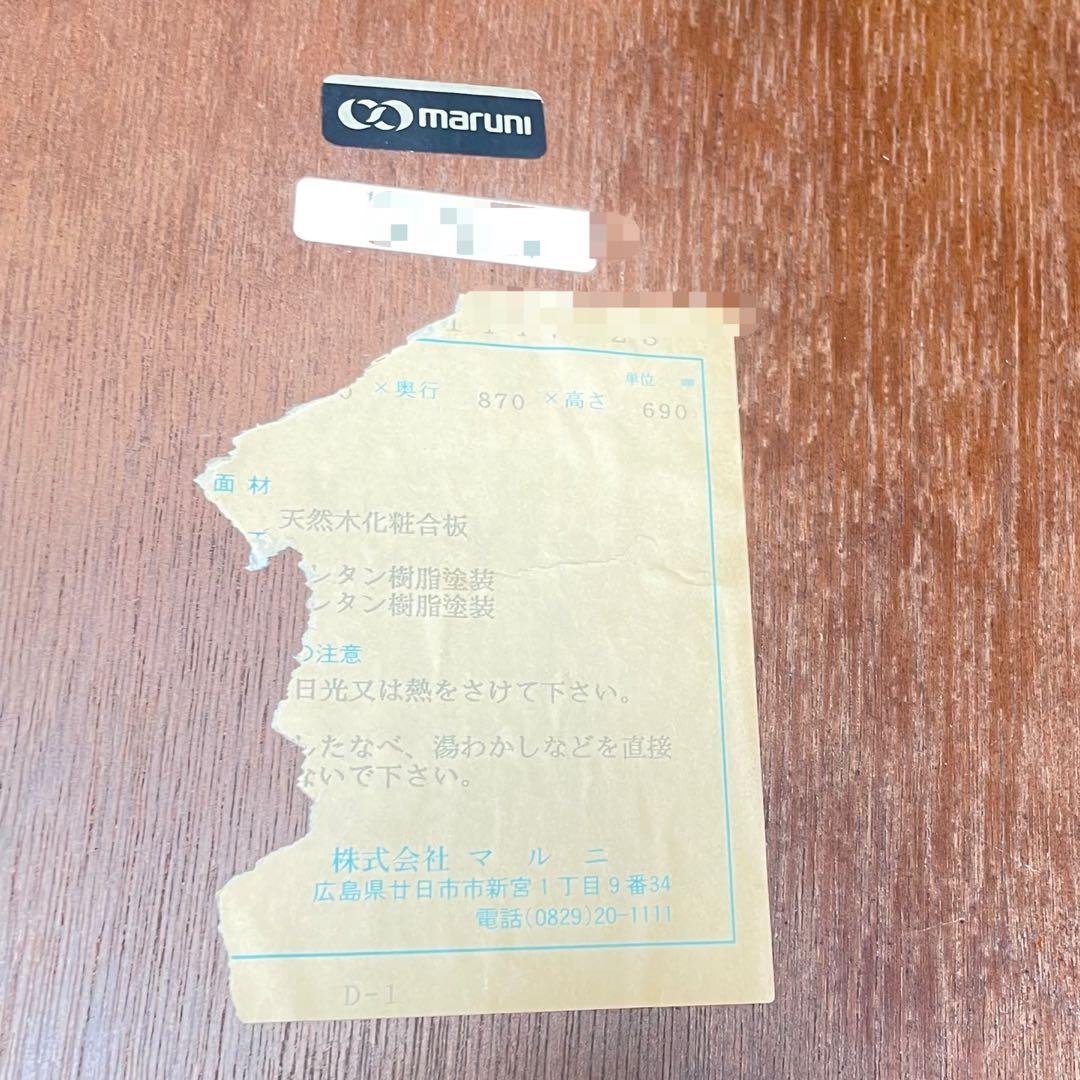 maruni
単位
×奥行 870 ×高さ 690
面材
天然木化粧合板
ンタン樹脂塗装
ンタン樹脂塗装
の注意
日光又は熱をさけて下さい。
したなべ、湯わかしなどを直接
ないで下さい。
株式会社 マルニ
広島県廿日市市新宮1丁目9番34
電話(0829)20-1111
D-1